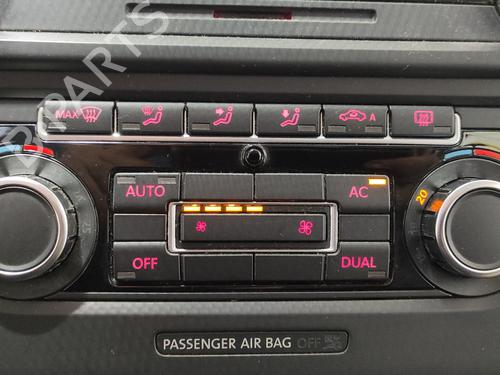 B-PARTS
MAX
A
AUTO
AC
20
OFF
DUAL
PASSENGER AIR BAG OFF